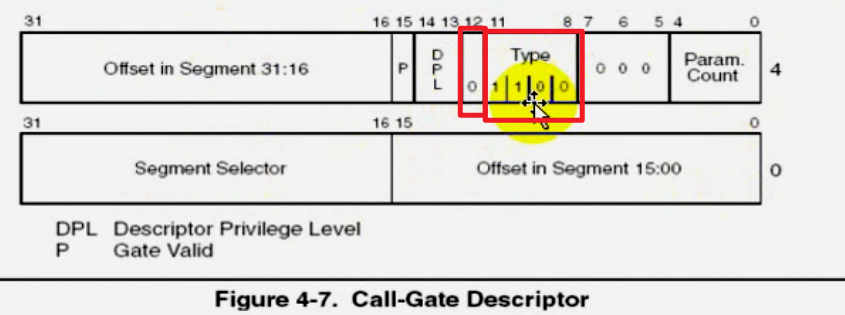 31 16 15 14 13 12 11 8 7 6 5 4 0
Offset in Segment 31:16 P D P L 0 Type 1 1 0 0 0 0 0 Param. Count 4
31 16 15 0
Segment Selector Offset in Segment 15:00 0
DPL Descriptor Privilege Level
P Gate Valid
Figure 4-7. Call-Gate Descriptor